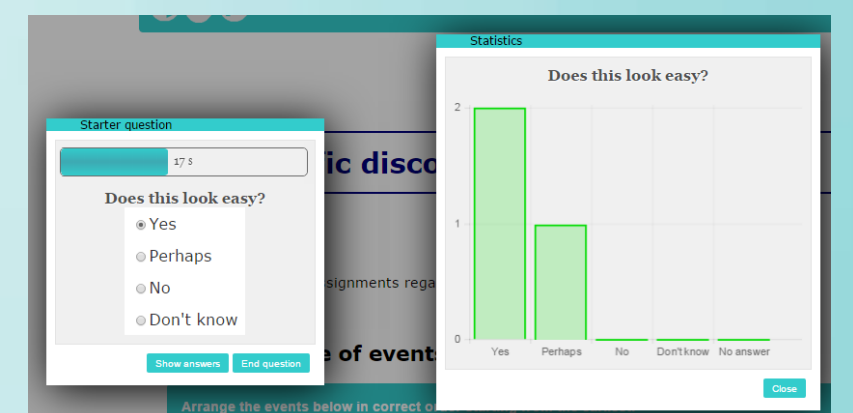 Starter question
17 s
Does this look easy?
Yes
Perhaps
No
Don't know
Show answers End question
ic disco
signments rega
e of event
Arrange the events below in correct
Statistics
Does this look easy?
2
1
0
Yes Perhaps No Don't know No answer
Close